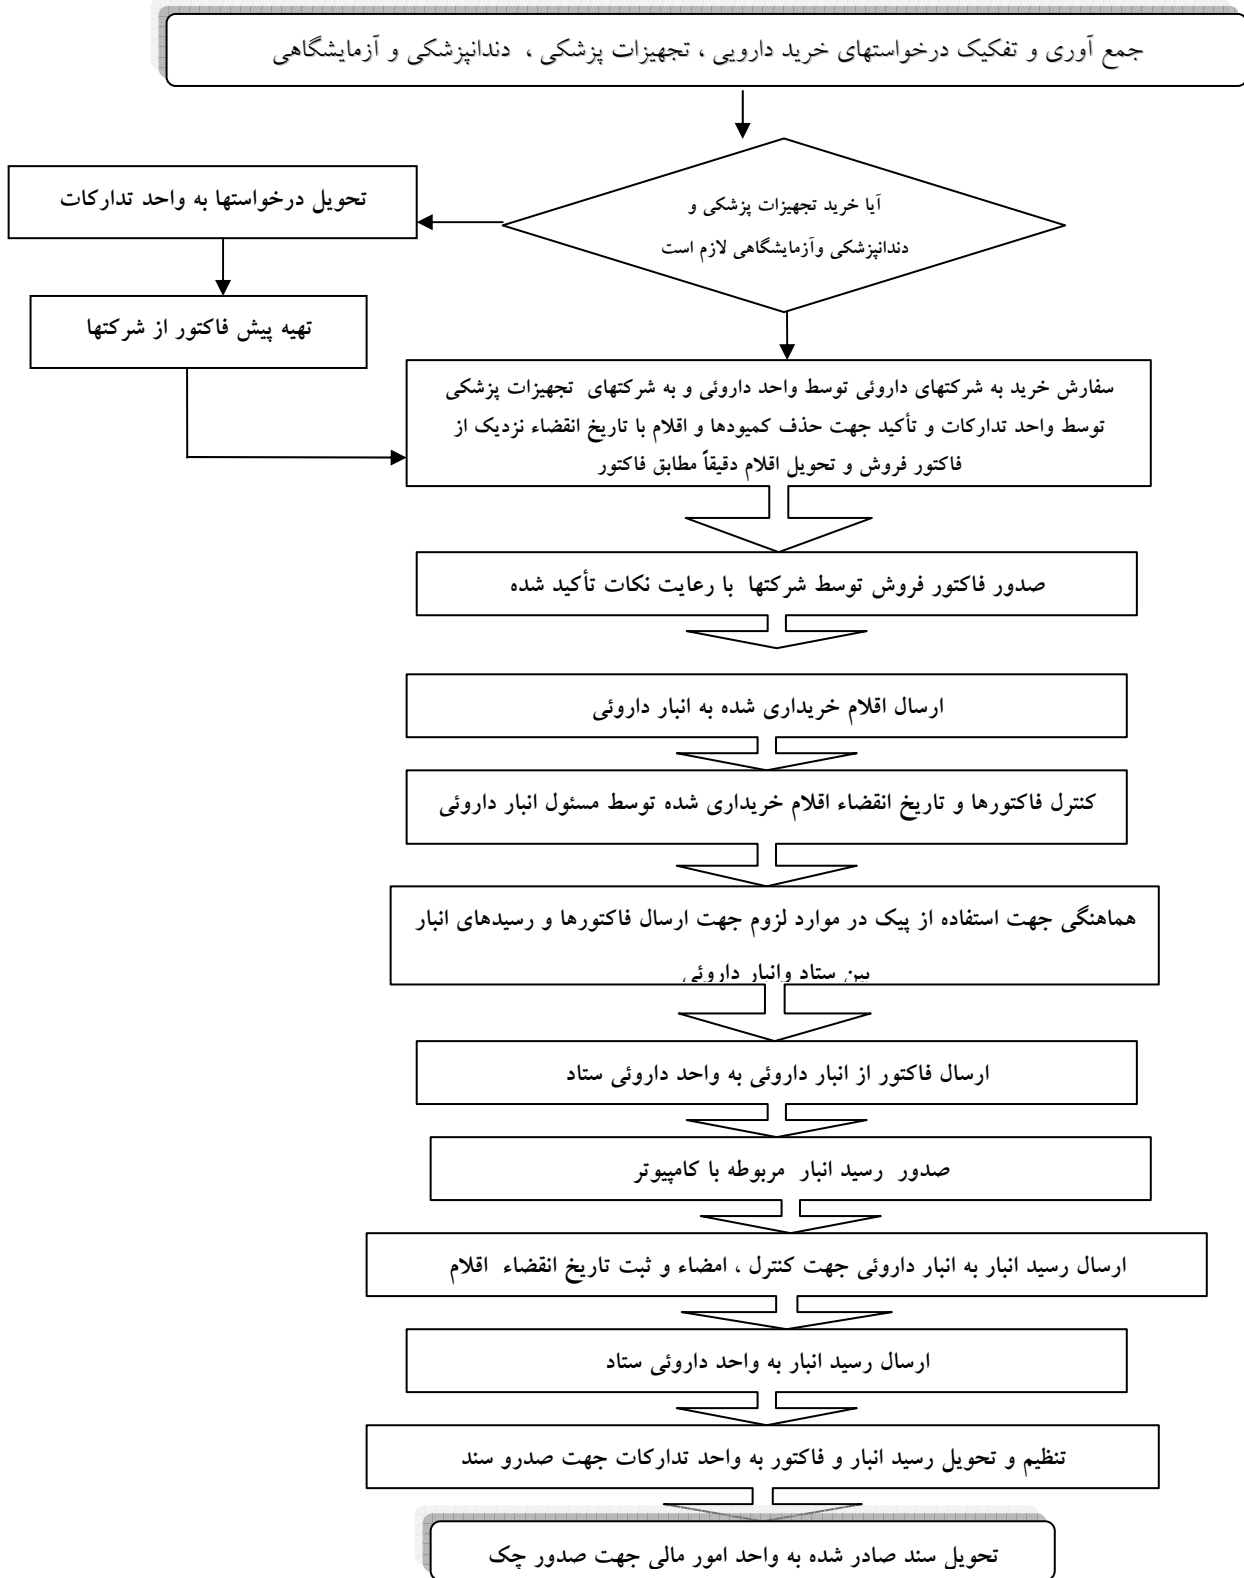 جمع آوری و تفکیک درخواستهای خرید دارویی ، تجهیزات پزشکی ، دندانپزشکی و آزمایشگاهی
آیا خرید تجهیزات پزشکی و
دندانپزشکی وآزمایشگاهی لازم است
تحویل درخواستها به واحد تدارکات
تهیه پیش فاکتور از شرکتها
سفارش خرید به شرکتهای داروئی توسط واحد داروئی و به شرکتهای تجهیزات پزشکی
توسط واحد تدارکات و تأکید جهت حذف کمیودها و اقلام با تاریخ انقضاء نزدیک از
فاکتور فروش و تحویل اقلام دقیقاً مطابق فاکتور
صدور فاکتور فروش توسط شرکتها با رعایت نکات تأکید شده
ارسال اقلام خریداری شده به انبار داروئی
کنترل فاکتورها و تاریخ انقضاء اقلام خریداری شده توسط مسئول انبار داروئی
هماهنگی جهت استفاده از پیک در موارد لزوم جهت ارسال فاکتورها و رسیدهای انبار
بین ستاد وانبار داروئی
ارسال فاکتور از انبار داروئی به واحد داروئی ستاد
صدور رسید انبار مربوطه با کامپیوتر
ارسال رسید انبار به انبار داروئی جهت کنترل ، امضاء و ثبت تاریخ انقضاء اقلام
ارسال رسید انبار به واحد داروئی ستاد
تنظیم و تحویل رسید انبار و فاکتور به واحد تدارکات جهت صدرو سند
تحویل سند صادر شده به واحد امور مالی جهت صدور چک